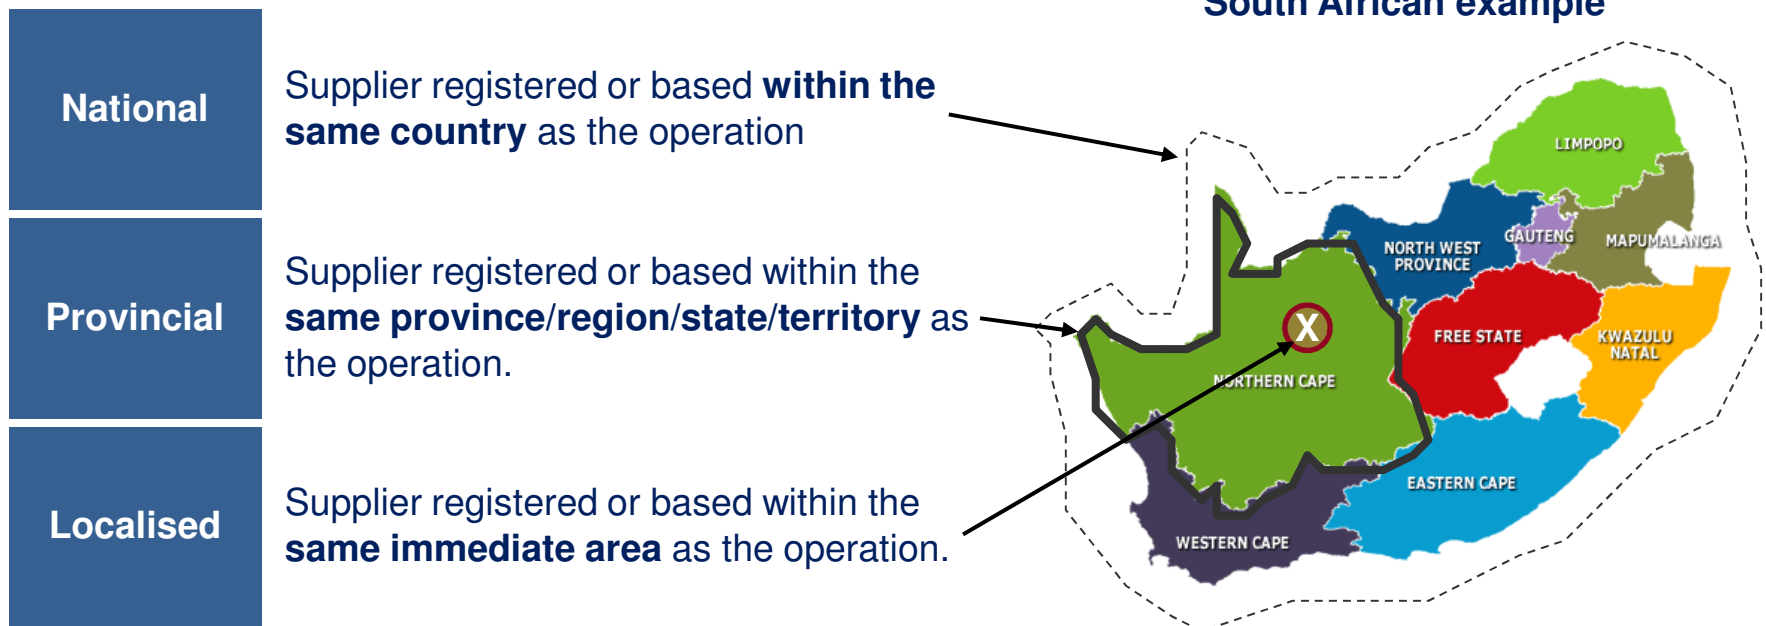 South African example
National
Supplier registered or based within the
same country as the operation
Provincial
Supplier registered or based within the
same province/region/state/territory as
the operation.
Localised
Supplier registered or based within the
same immediate area as the operation.
LIMPOPO
NORTH WEST
PROVINCE
GAUTENG
MAPUMALANGA
X
FREE STATE
KWAZULU
NATAL
NORTHERN CAPE
EASTERN CAPE
WESTERN CAPE